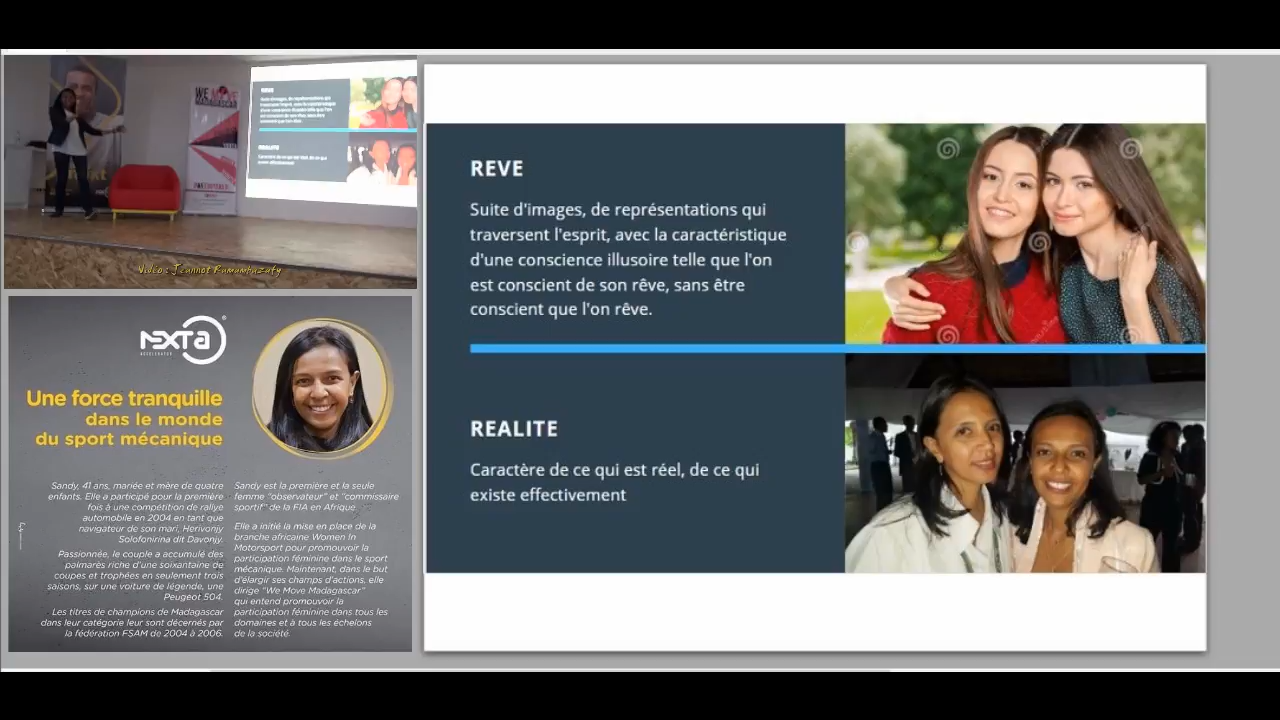 WE MOVE
MADAGASCAR
REVE
REALITE
Vidéo : Jeannot Ramambazafy
NEXTA
ACCELERATOR
Une force tranquille
dans le monde
du sport mécanique
Sandy, 41 ans, mariée et mère de quatre
enfants. Elle a participé pour la première
fois à une compétition de rallye
automobile en 2004 en tant que
navigateur de son mari, Herivonjy
Solofonirina dit Davonjy.
Passionnée, le couple a accumulé des
palmarès riche d'une soixantaine de
coupes et trophées en seulement trois
saisons, sur une voiture de légende, une
Peugeot 504.
Les titres de champions de Madagascar
dans leur catégorie leur sont décernés par
la fédération FSAM de 2004 à 2006.
Sandy est la première et la seule
femme "observateur" et "commissaire
sportif" de la FIA en Afrique.
Elle a initié la mise en place de la
branche africaine Women In
Motorsport pour promouvoir la
participation féminine dans le sport
mécanique. Maintenant, dans le but
d'élargir ses champs d'actions, elle
dirige "We Move Madagascar"
qui entend promouvoir la
participation féminine dans tous les
domaines et à tous les échelons
de la société.
REVE
Suite d'images, de représentations qui
traversent l'esprit, avec la caractéristique
d'une conscience illusoire telle que l'on
est conscient de son rêve, sans être
conscient que l'on rêve.
REALITE
Caractère de ce qui est réel, de ce qui
existe effectivement